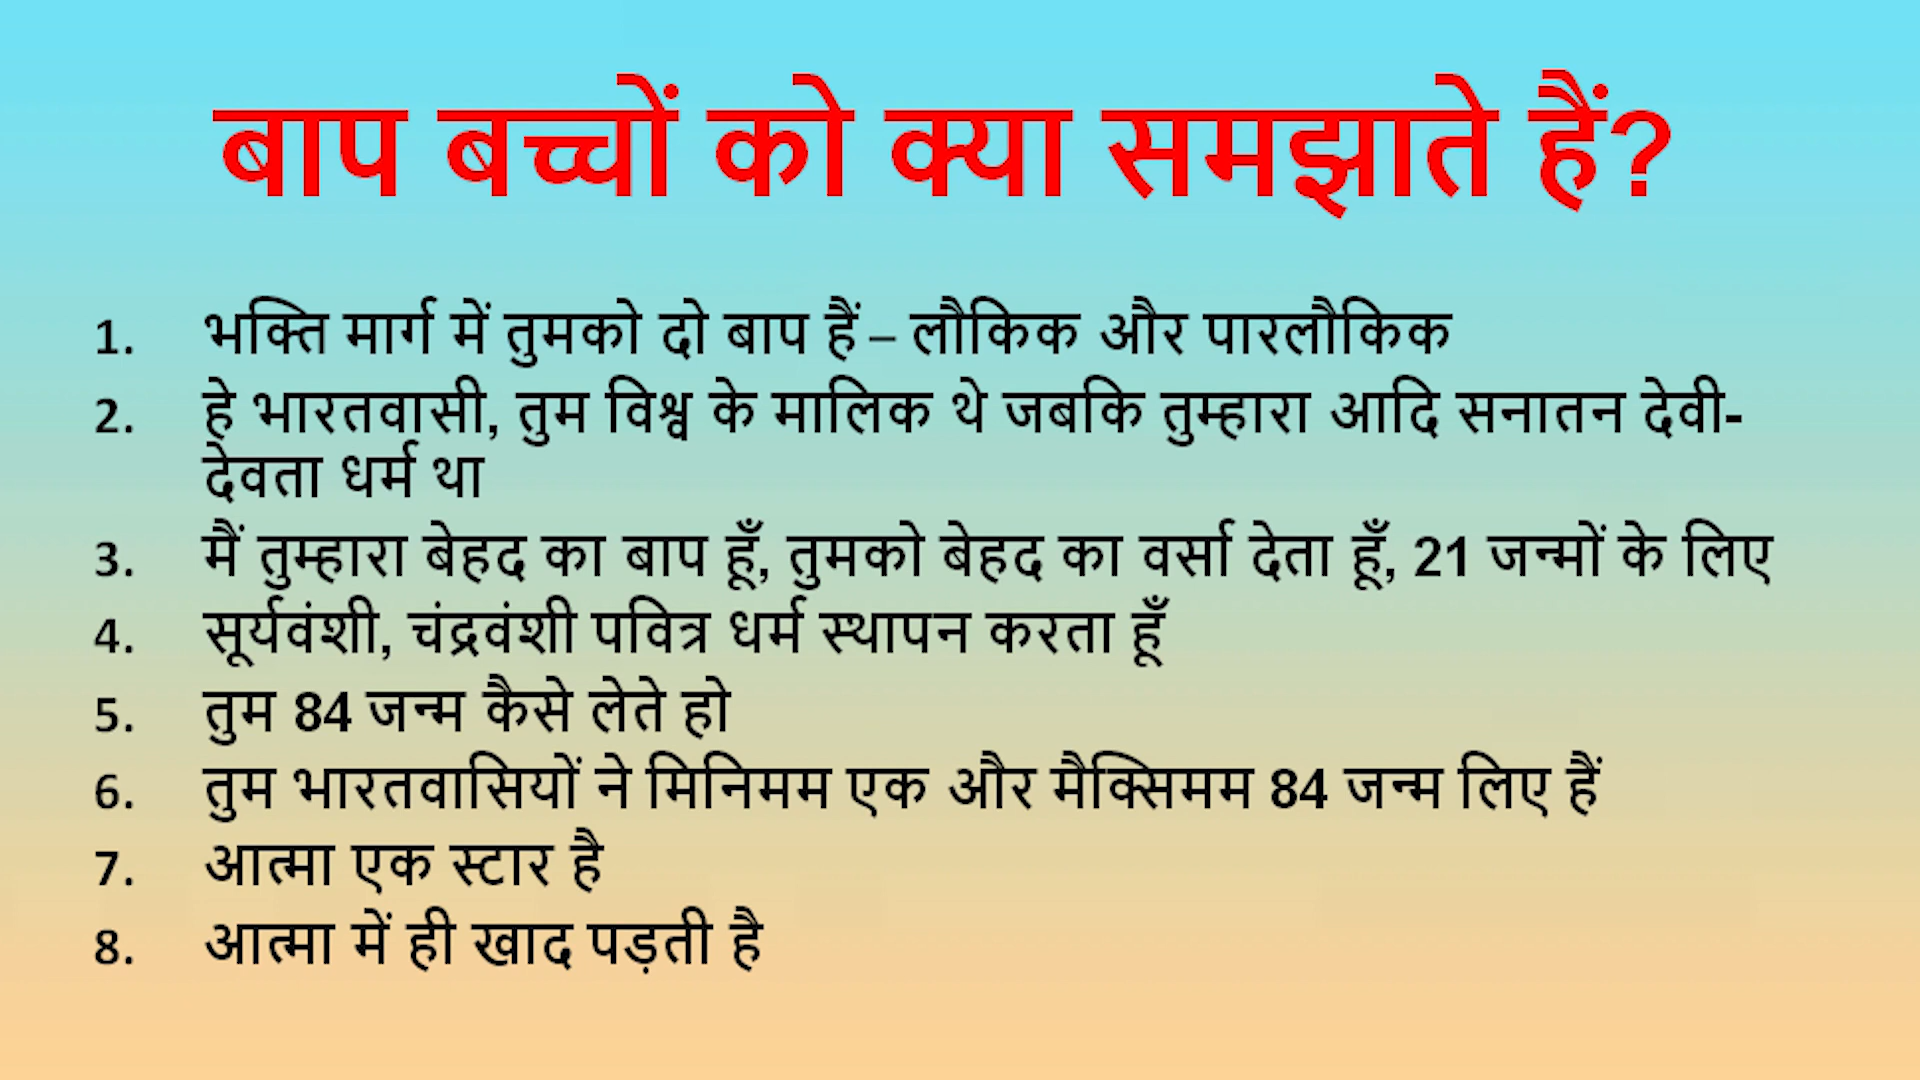 बाप बच्चों को क्या समझाते हैं?
1. भक्ति मार्ग में तुमको दो बाप हैं – लौकिक और पारलौकिक
2. हे भारतवासी, तुम विश्व के मालिक थे जबकि तुम्हारा आदि सनातन देवी-
देवता धर्म था
3. मैं तुम्हारा बेहद का बाप हूँ, तुमको बेहद का वर्सा देता हूँ, 21 जन्मों के लिए
4. सूर्यवंशी, चंद्रवंशी पवित्र धर्म स्थापन करता हूँ
5. तुम 84 जन्म कैसे लेते हो
6. तुम भारतवासियों ने मिनिमम एक और मैक्सिमम 84 जन्म लिए हैं
7. आत्मा एक स्टार है
8. आत्मा में ही खाद पड़ती है